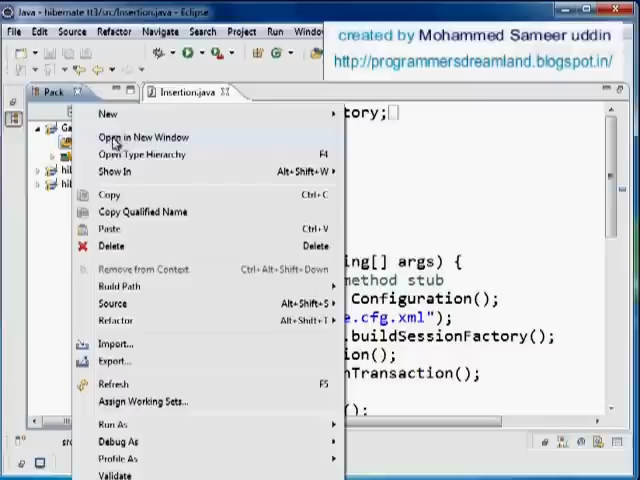 Java - hibernate tt3/src/Insertion.java - Eclipse
File Edit Source Refactor Navigate Search Project Run
created by Mohammed Sameer uddin
http://programmersdreamland.blogspot.in/
Pack Insertion.java
New
tory;
Open in New Window
Open Type Hierarchy F4
Show In Alt+Shift+W
Copy Ctrl+C
Copy Qualified Name
Paste Ctrl+V
Delete Delete
ing[] args) {
Remove from Context Ctrl+Alt+Shift+Down
method stub
Build Path
Configuration();
Source Alt+Shift+S
e.cfg.xml");
Refactor Alt+Shift+T
.buildSessionFactory();
Import...
ion();
Export...
nTransaction();
Refresh F5
Assign Working Sets...
);
Run As
Debug As
Profile As
Validate